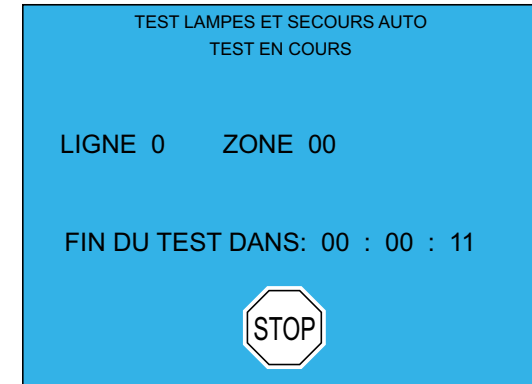 TEST LAMPES ET SECOURS AUTO
TEST EN COURS
LIGNE 0 ZONE 00
FIN DU TEST DANS: 00 : 00 : 11
STOP